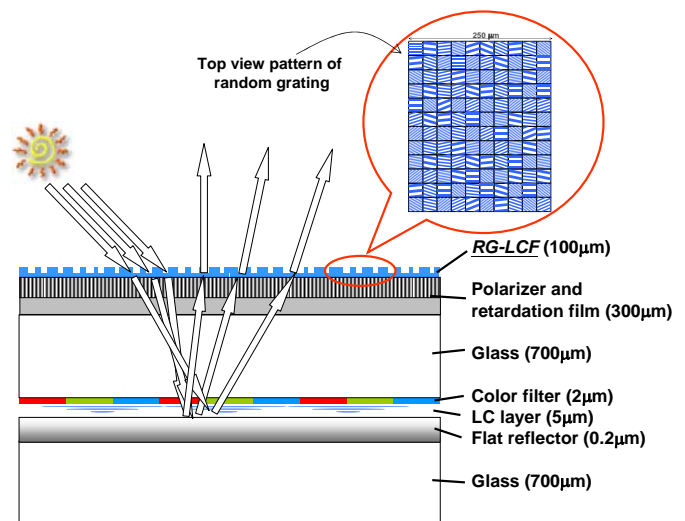 250 µm
Top view pattern of
random grating
RG-LCF (100µm)
Polarizer and
retardation film (300µm)
Glass (700µm)
Color filter (2µm)
LC layer (5µm)
Flat reflector (0.2µm)
Glass (700µm)